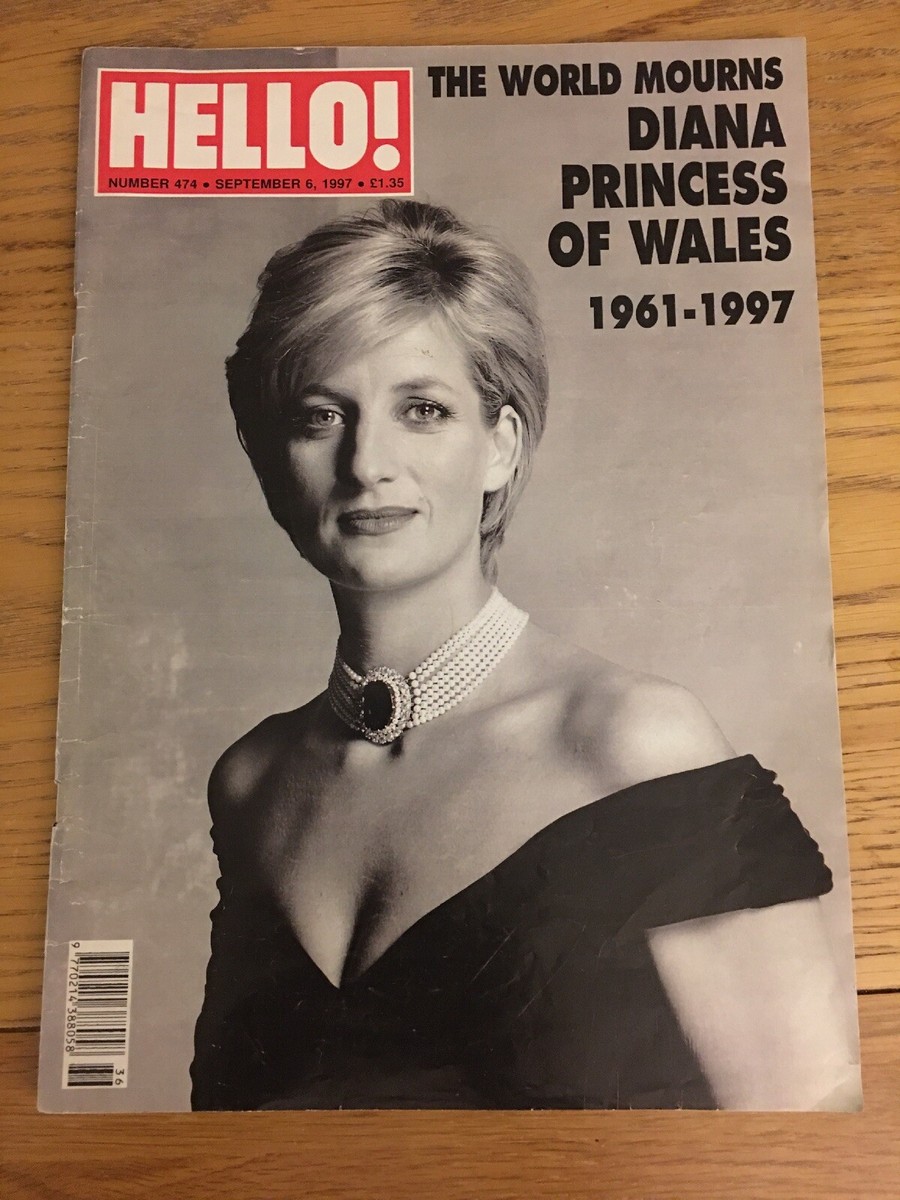 HELLO!
NUMBER 474 • SEPTEMBER 6, 1997 • £1.35
THE WORLD MOURNS
DIANA
PRINCESS
OF WALES
1961-1997
9 770214 388058
36